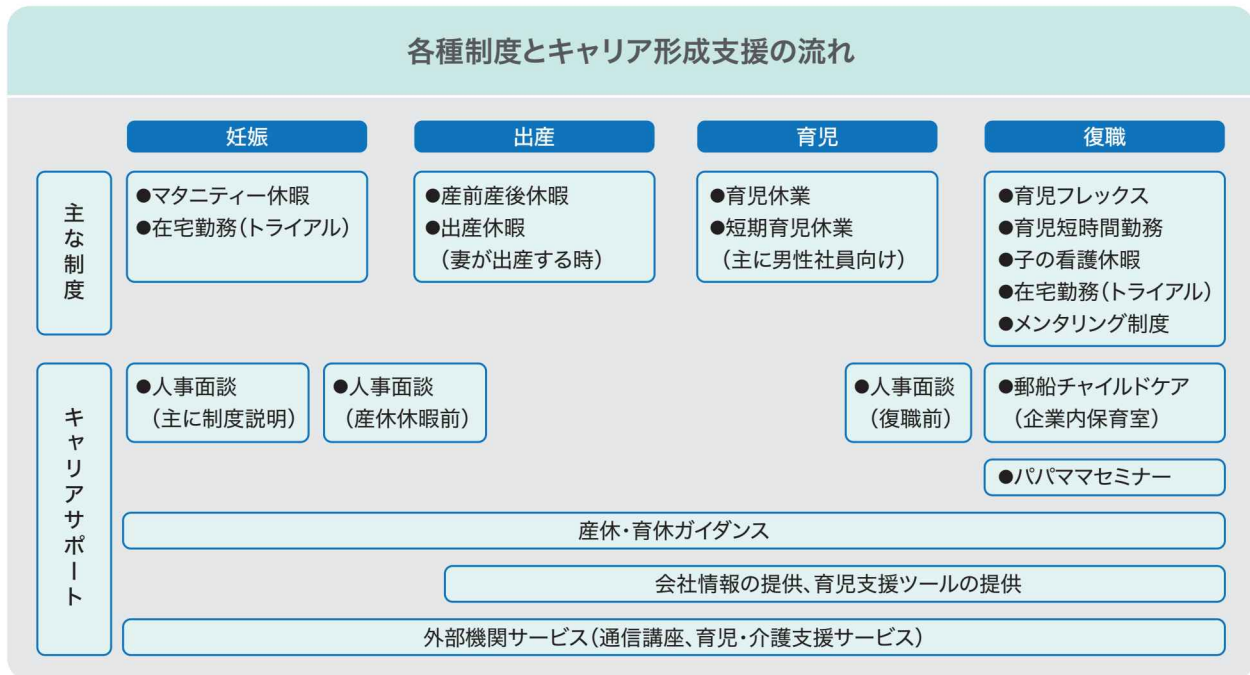 各種制度とキャリア形成支援の流れ
妊娠
出産
育児
復職
主な制度
●マタニティー休暇
●在宅勤務(トライアル)
●産前産後休暇
●出産休暇
(妻が出産する時)
●育児休業
●短期育児休業
(主に男性社員向け)
●育児フレックス
●育児短時間勤務
●子の看護休暇
●在宅勤務(トライアル)
●メンタリング制度
キャリアサポート
●人事面談
(主に制度説明)
●人事面談
(産休休暇前)
●人事面談
(復職前)
●郵船チャイルドケア
(企業内保育室)
●パパママセミナー
産休・育休ガイダンス
会社情報の提供、育児支援ツールの提供
外部機関サービス(通信講座、育児・介護支援サービス)